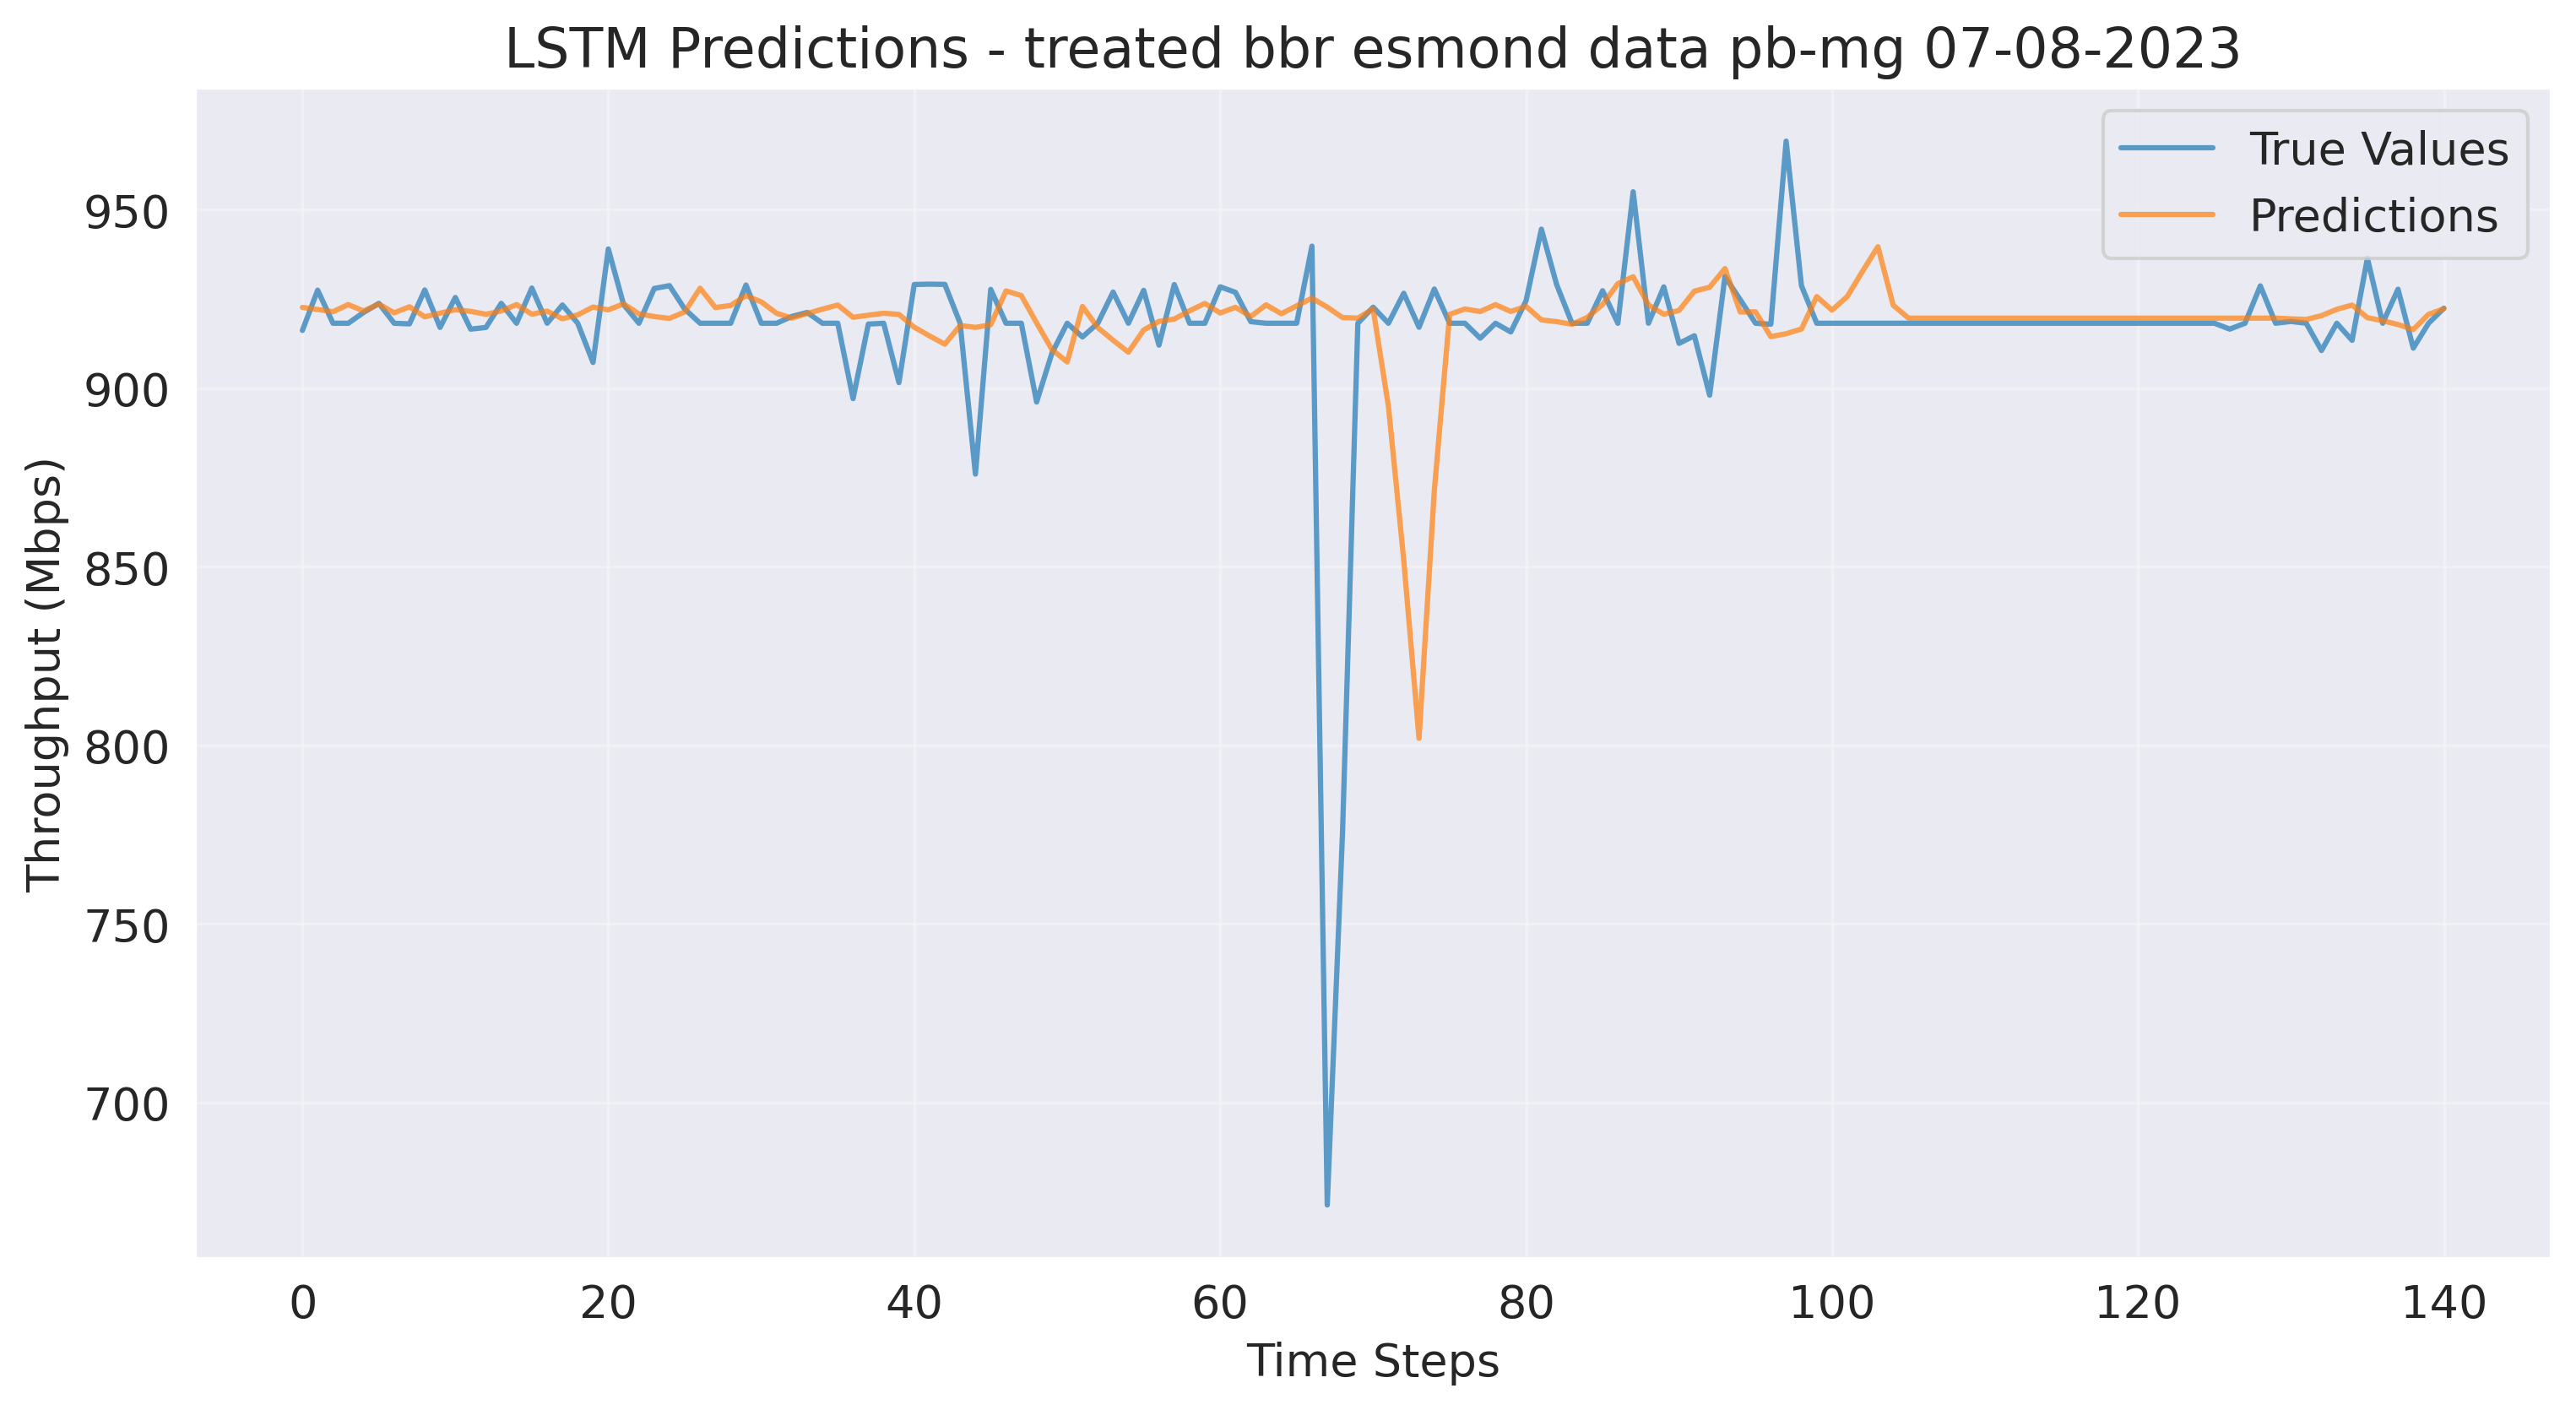 LSTM Predictions - treated bbr esmond data pb-mg 07-08-2023
True Values
Predictions
Throughput (Mbps)
950
900
850
800
750
700
0 20 40 60 80 100 120 140
Time Steps